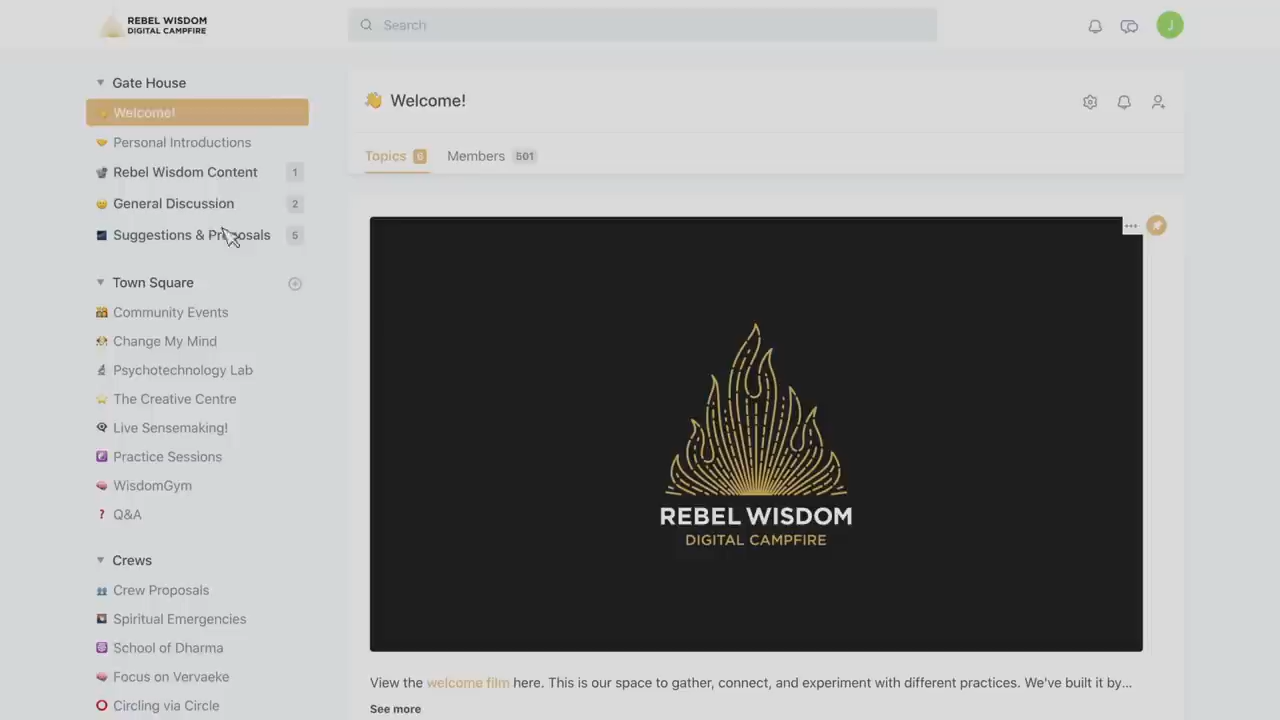 REBEL WISDOM
DIGITAL CAMPFIRE
Search
J
Gate House
Welcome!
Personal Introductions
Rebel Wisdom Content 1
General Discussion 2
Suggestions & Proposals 5
Town Square
Community Events
Change My Mind
Psychotechnology Lab
The Creative Centre
Live Sensemaking!
Practice Sessions
WisdomGym
Q&A
Crews
Crew Proposals
Spiritual Emergencies
School of Dharma
Focus on Vervaeke
Circling via Circle
Welcome!
Topics 6 Members 501
REBEL WISDOM
DIGITAL CAMPFIRE
View the welcome film here. This is our space to gather, connect, and experiment with different practices. We've built it by...
See more